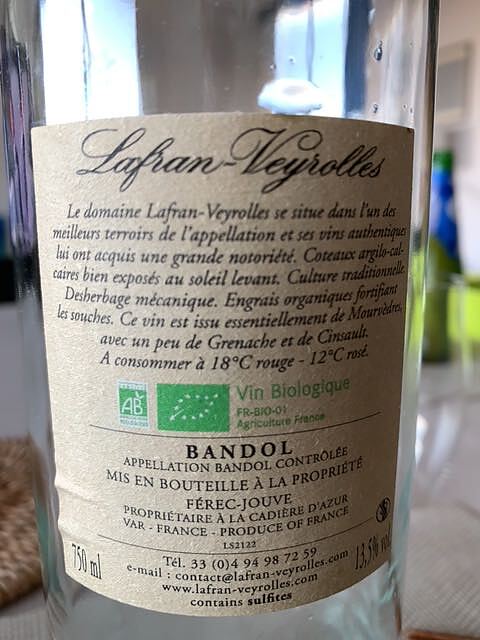 Lafran-Veyrolles
Le domaine Lafran-Veyrolles se situe dans l'un des
meilleurs terroirs de l'appellation et ses vins authentiques
lui ont acquis une grande notoriété. Coteaux argilo-cal-
caires bien exposés au soleil levant. Culture traditionnelle.
Desherbage mécanique. Engrais organiques fortifiant
les souches. Ce vin est issu essentiellement de Mourvèdres,
avec un peu de Grenache et de Cinsault.
A consommer à 18°C rouge - 12°C rosé.
AB
Vin Biologique
FR-BIO-01
Agriculture France
BANDOL
APPELLATION BANDOL CONTRÔLÉE
MIS EN BOUTEILLE À LA PROPRIÉTÉ
FÉREC-JOUVE
PROPRIÉTAIRE À LA CADIÈRE D'AZUR
VAR - FRANCE - PRODUCE OF FRANCE
LS2122
750 ml
Tél. 33 (0)4 94 98 72 59
e-mail : contact@lafran-veyrolles.com
www.lafran-veyrolles.com
contains sulfites
13,5% vol.